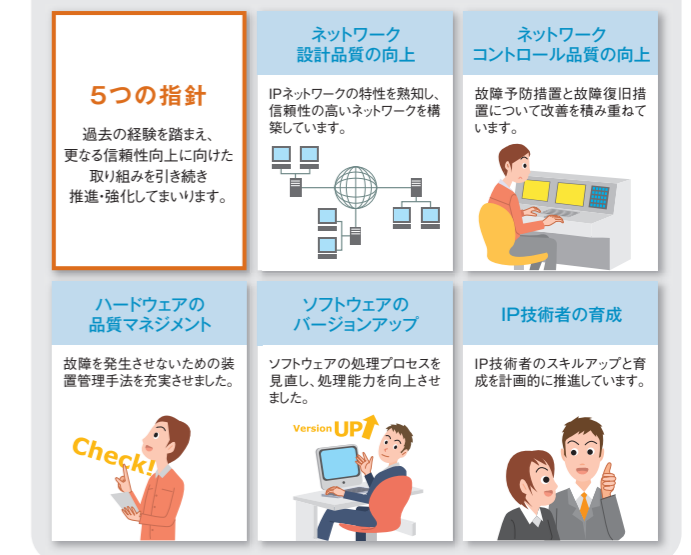 5つの指針
過去の経験を踏まえ、
更なる信頼性向上に向けた
取り組みを引き続き
推進・強化してまいります。
ネットワーク
設計品質の向上
IPネットワークの特性を熟知し、
信頼性の高いネットワークを構
築しています。
ネットワーク
コントロール品質の向上
故障予防措置と故障復旧措
置について改善を積み重ねて
います。
ハードウェアの
品質マネジメント
故障を発生させないための装
置管理手法を充実させました。
Check!
ソフトウェアの
バージョンアップ
ソフトウェアの処理プロセスを
見直し、処理能力を向上させ
ました。
Version UP
IP技術者の育成
IP技術者のスキルアップと育
成を計画的に推進しています。